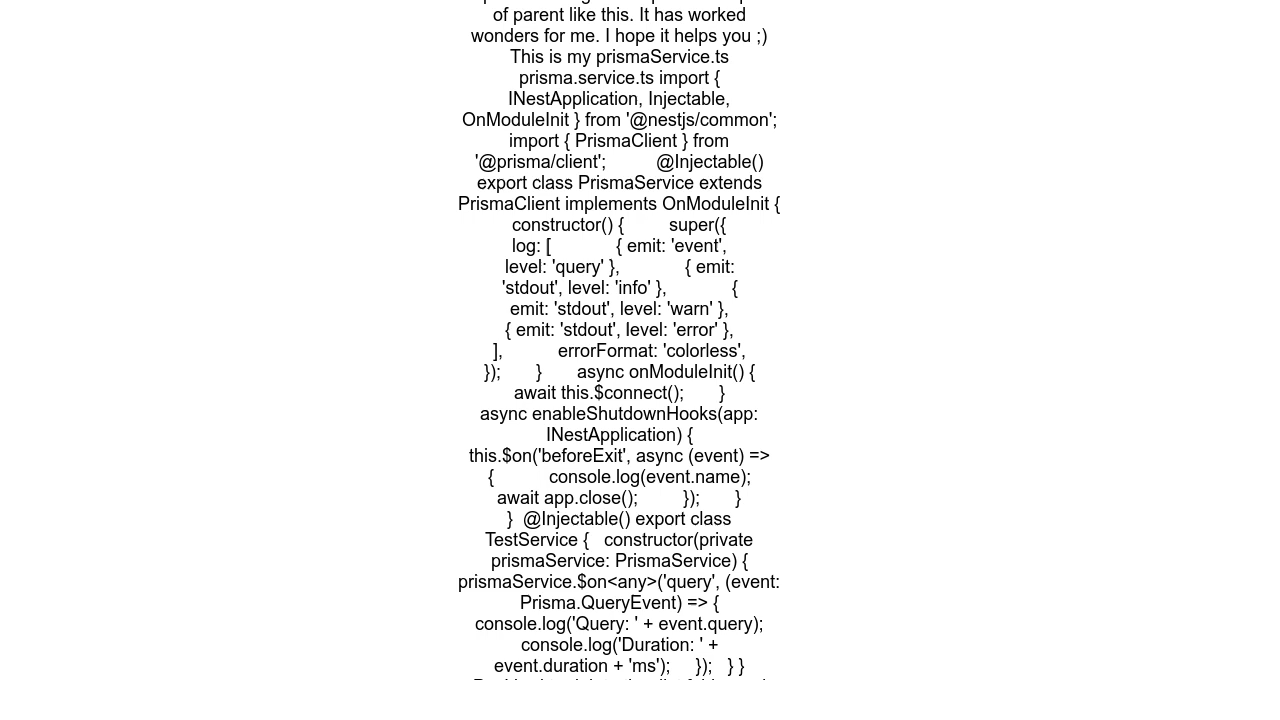 of parent like this. It has worked
wonders for me. I hope it helps you ;)
This is my prismaService.ts
prisma.service.ts import {
INestApplication, Injectable,
OnModuleInit } from '@nestjs/common';
import { PrismaClient } from
'@prisma/client'; @Injectable()
export class PrismaService extends
PrismaClient implements OnModuleInit {
constructor() { super({
log: [ { emit: 'event',
level: 'query' }, { emit:
'stdout', level: 'info' }, {
emit: 'stdout', level: 'warn' },
{ emit: 'stdout', level: 'error' },
], errorFormat: 'colorless',
}); } async onModuleInit() {
await this.$connect(); }
async enableShutdownHooks(app:
INestApplication) {
this.$on('beforeExit', async (event) =>
{ console.log(event.name);
await app.close(); }); }
} @Injectable() export class
TestService { constructor(private
prismaService: PrismaService) {
prismaService.$on<any>('query', (event:
Prisma.QueryEvent) => {
console.log('Query: ' + event.query);
console.log('Duration: ' +
event.duration + 'ms'); }); } }